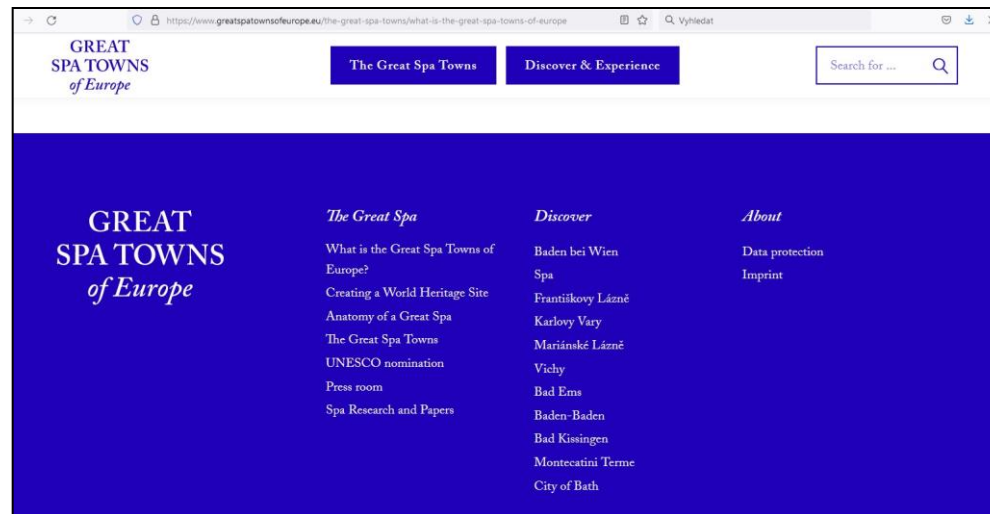 https://www.greatspatownsofeurope.eu/the-great-spa-towns/what-is-the-great-spa-towns-of-europe
Vyhledat
GREAT
SPA TOWNS
of Europe
The Great Spa Towns
Discover & Experience
Search for ...
GREAT
SPA TOWNS
of Europe
The Great Spa
What is the Great Spa Towns of
Europe?
Creating a World Heritage Site
Anatomy of a Great Spa
The Great Spa Towns
UNESCO nomination
Press room
Spa Research and Papers
Discover
Baden bei Wien
Spa
Františkovy Lázně
Karlovy Vary
Mariánské Lázně
Vichy
Bad Ems
Baden-Baden
Bad Kissingen
Montecatini Terme
City of Bath
About
Data protection
Imprint